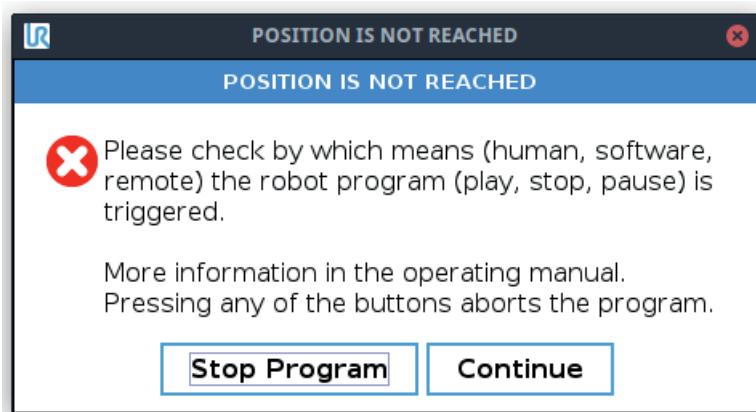 UR
POSITION IS NOT REACHED
POSITION IS NOT REACHED
Please check by which means (human, software,
remote) the robot program (play, stop, pause) is
triggered.
More information in the operating manual.
Pressing any of the buttons aborts the program.
Stop Program
Continue